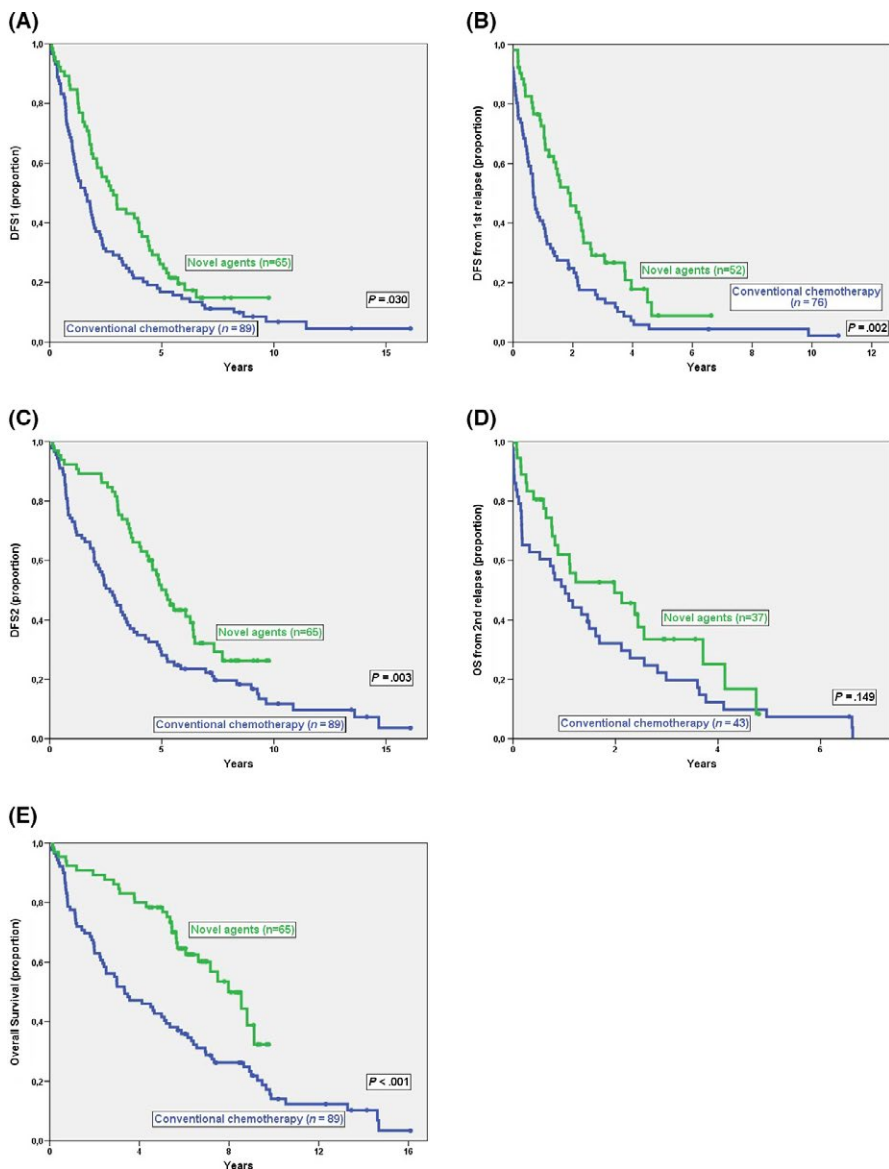 (A)
DFS1 (proportion)
1,0
0,8
0,6
0,4
0,2
0,0
Novel agents (n=65)
P = .030
Conventional chemotherapy (n = 89)
0 5 10 15
Years
(B)
DFS from 1st relapse (proportion)
1,0
0,8
0,6
0,4
0,2
0,0
Novel agents (n=52)
Conventional chemotherapy
(n = 76)
P = .002
0 2 4 6 8 10 12
Years
(C)
DFS2 (proportion)
1,0
0,8
0,6
0,4
0,2
0,0
Novel agents (n=65)
P = .003
Conventional chemotherapy (n = 89)
0 5 10 15
Years
(D)
OS from 2nd relapse (proportion)
1,0
0,8
0,6
0,4
0,2
0,0
Novel agents (n=37)
P = .149
Conventional chemotherapy (n = 43)
0 2 4 6
Years
(E)
Overall Survival (proportion)
1,0
0,8
0,6
0,4
0,2
0,0
Novel agents (n=65)
P < .001
Conventional chemotherapy (n = 89)
0 4 8 12 16
Years